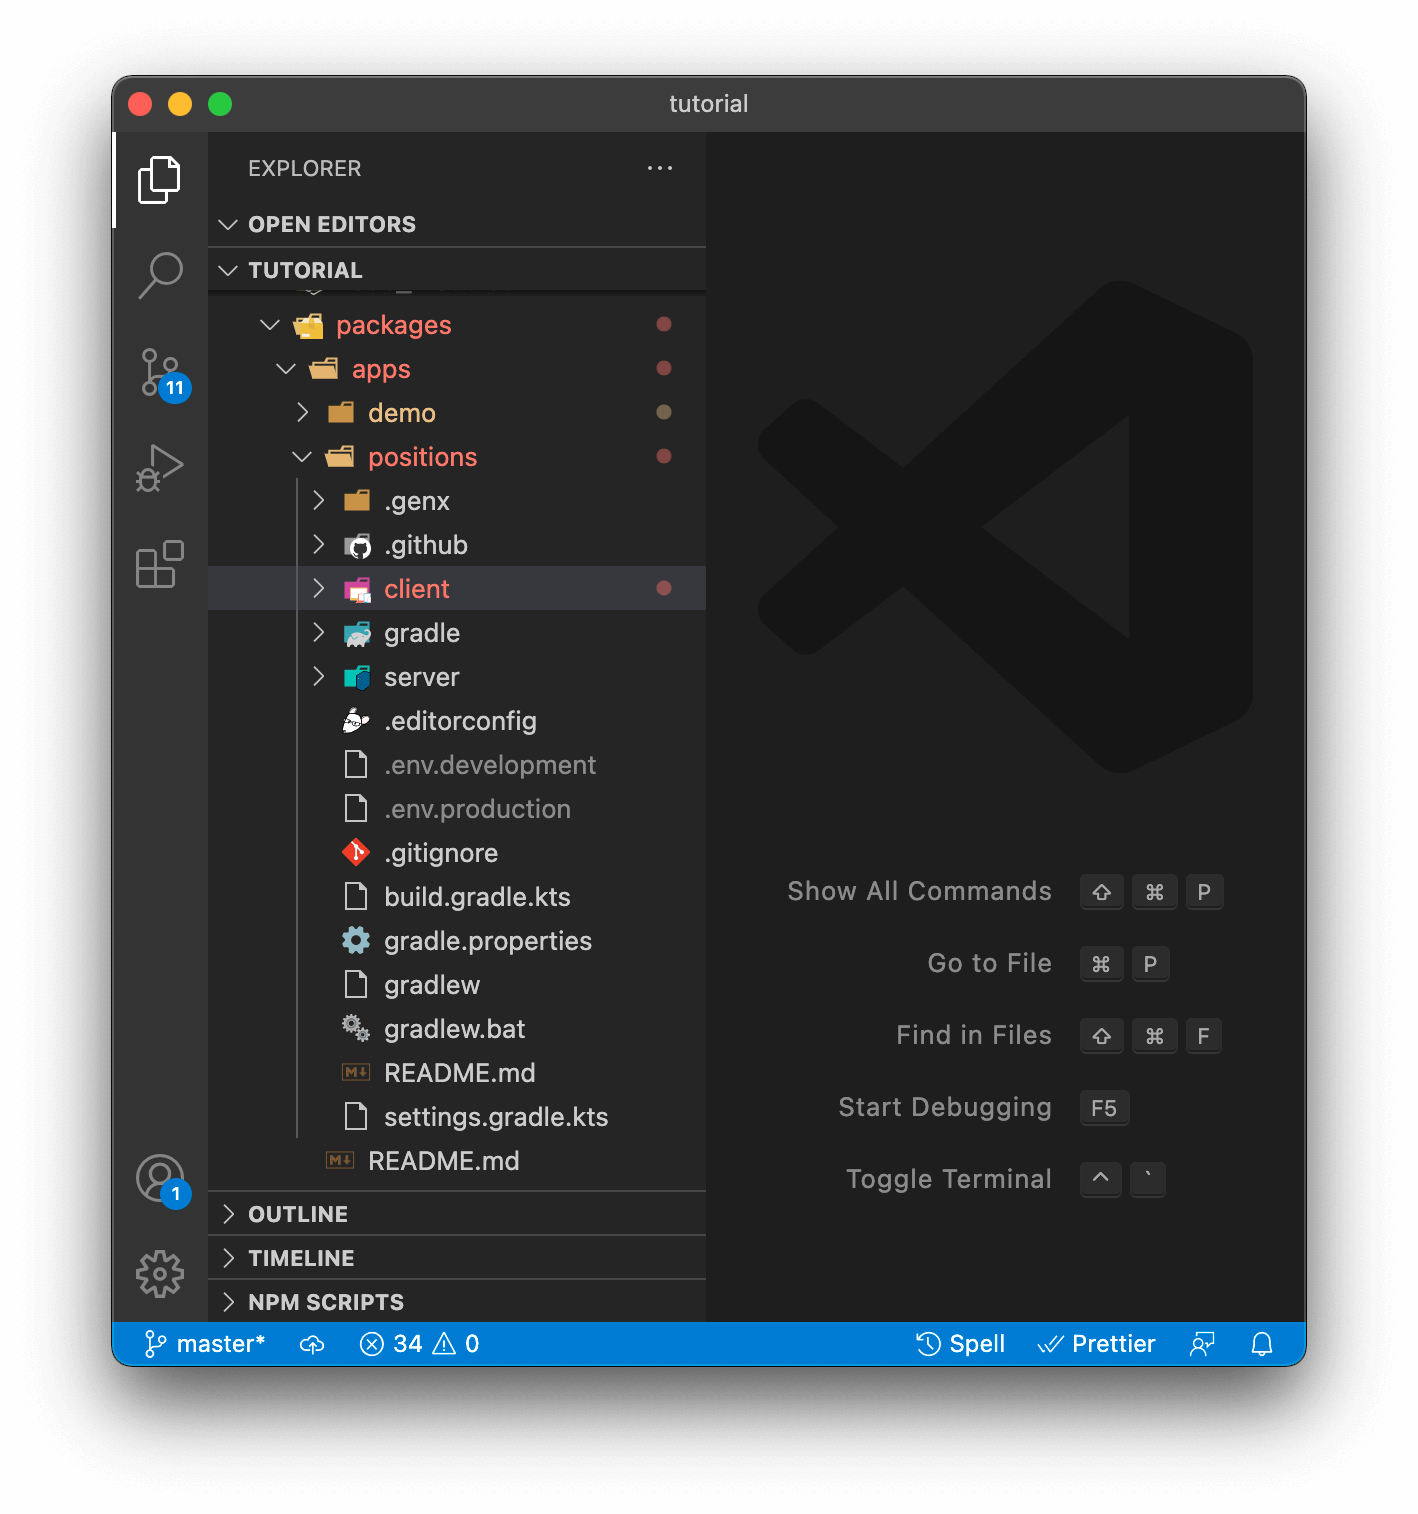 tutorial
EXPLORER
OPEN EDITORS
TUTORIAL
packages
apps
demo
positions
.genx
.github
client
gradle
server
.editorconfig
.env.development
.env.production
.gitignore
build.gradle.kts
gradle.properties
gradlew
gradlew.bat
README.md
settings.gradle.kts
README.md
OUTLINE
TIMELINE
NPM SCRIPTS
11
1
Show All Commands ⇧ ⌘ P
Go to File ⌘ P
Find in Files ⇧ ⌘ F
Start Debugging F5
Toggle Terminal ^ `
master* 34 0 Spell Prettier